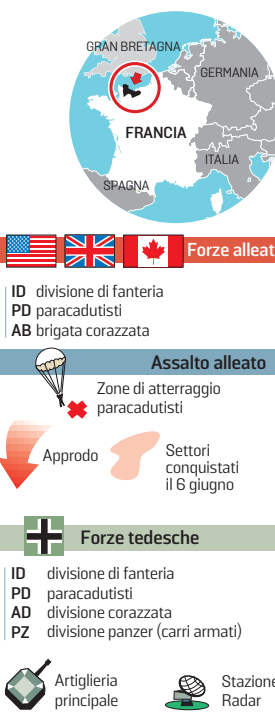 GRAN BRETAGNA
GERMANIA
FRANCIA
ITALIA
SPAGNA
Forze alleat
ID divisione di fanteria
PD paracadutisti
AB brigata corazzata
Assalto alleato
Zone di atterraggio
paracadutisti
Approdo
Settori
conquistati
il 6 giugno
Forze tedesche
ID divisione di fanteria
PD paracadutisti
AD divisione corazzata
PZ divisione panzer (carri armati)
Artiglieria
principale
Stazione
Radar